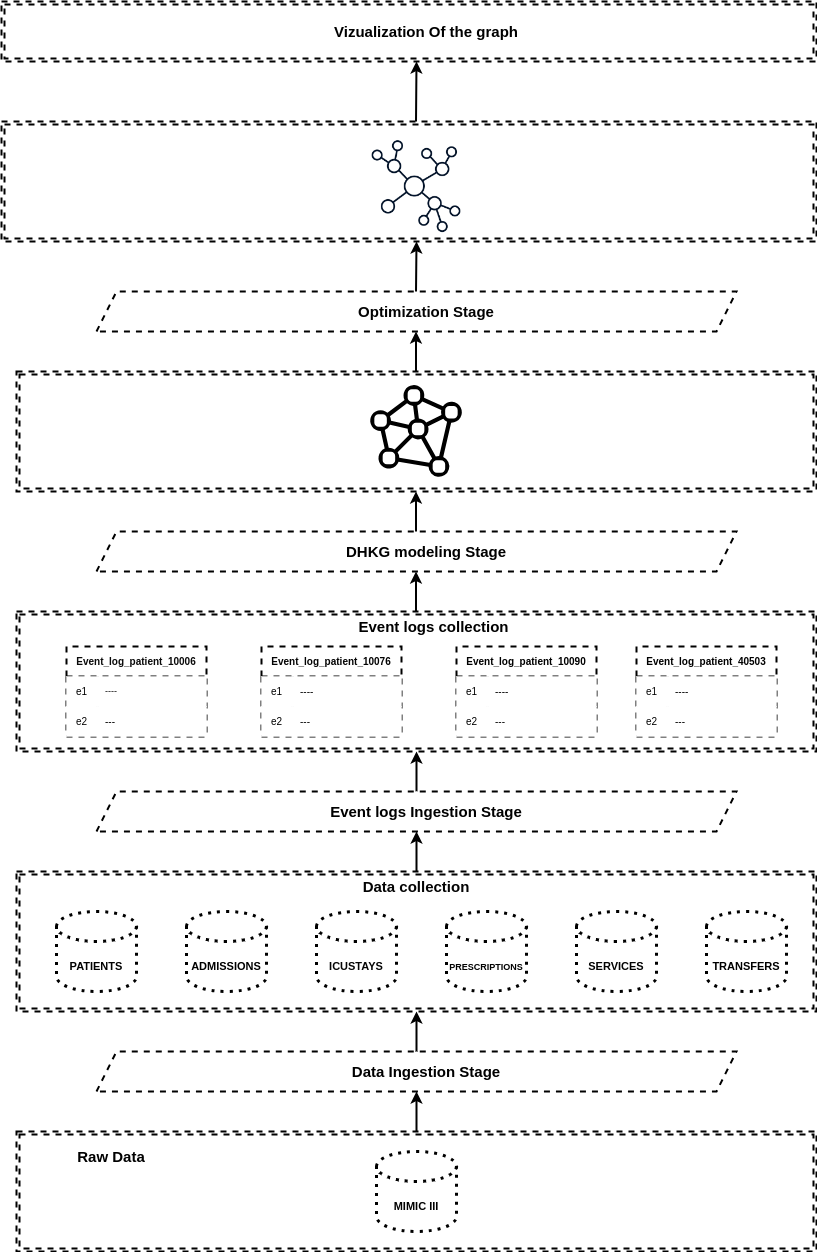 Vizualization Of the graph
Optimization Stage
DHKG modeling Stage
Event logs collection
Event_log_patient_10006 Event_log_patient_10076 Event_log_patient_10090 Event_log_patient_40503
e1 ---- e1 ---- e1 ---- e1 ----
e2 --- e2 --- e2 --- e2 ---
Event logs Ingestion Stage
Data collection
PATIENTS ADMISSIONS ICUSTAYS PRESCRIPTIONS SERVICES TRANSFERS
Data Ingestion Stage
Raw Data
MIMIC III